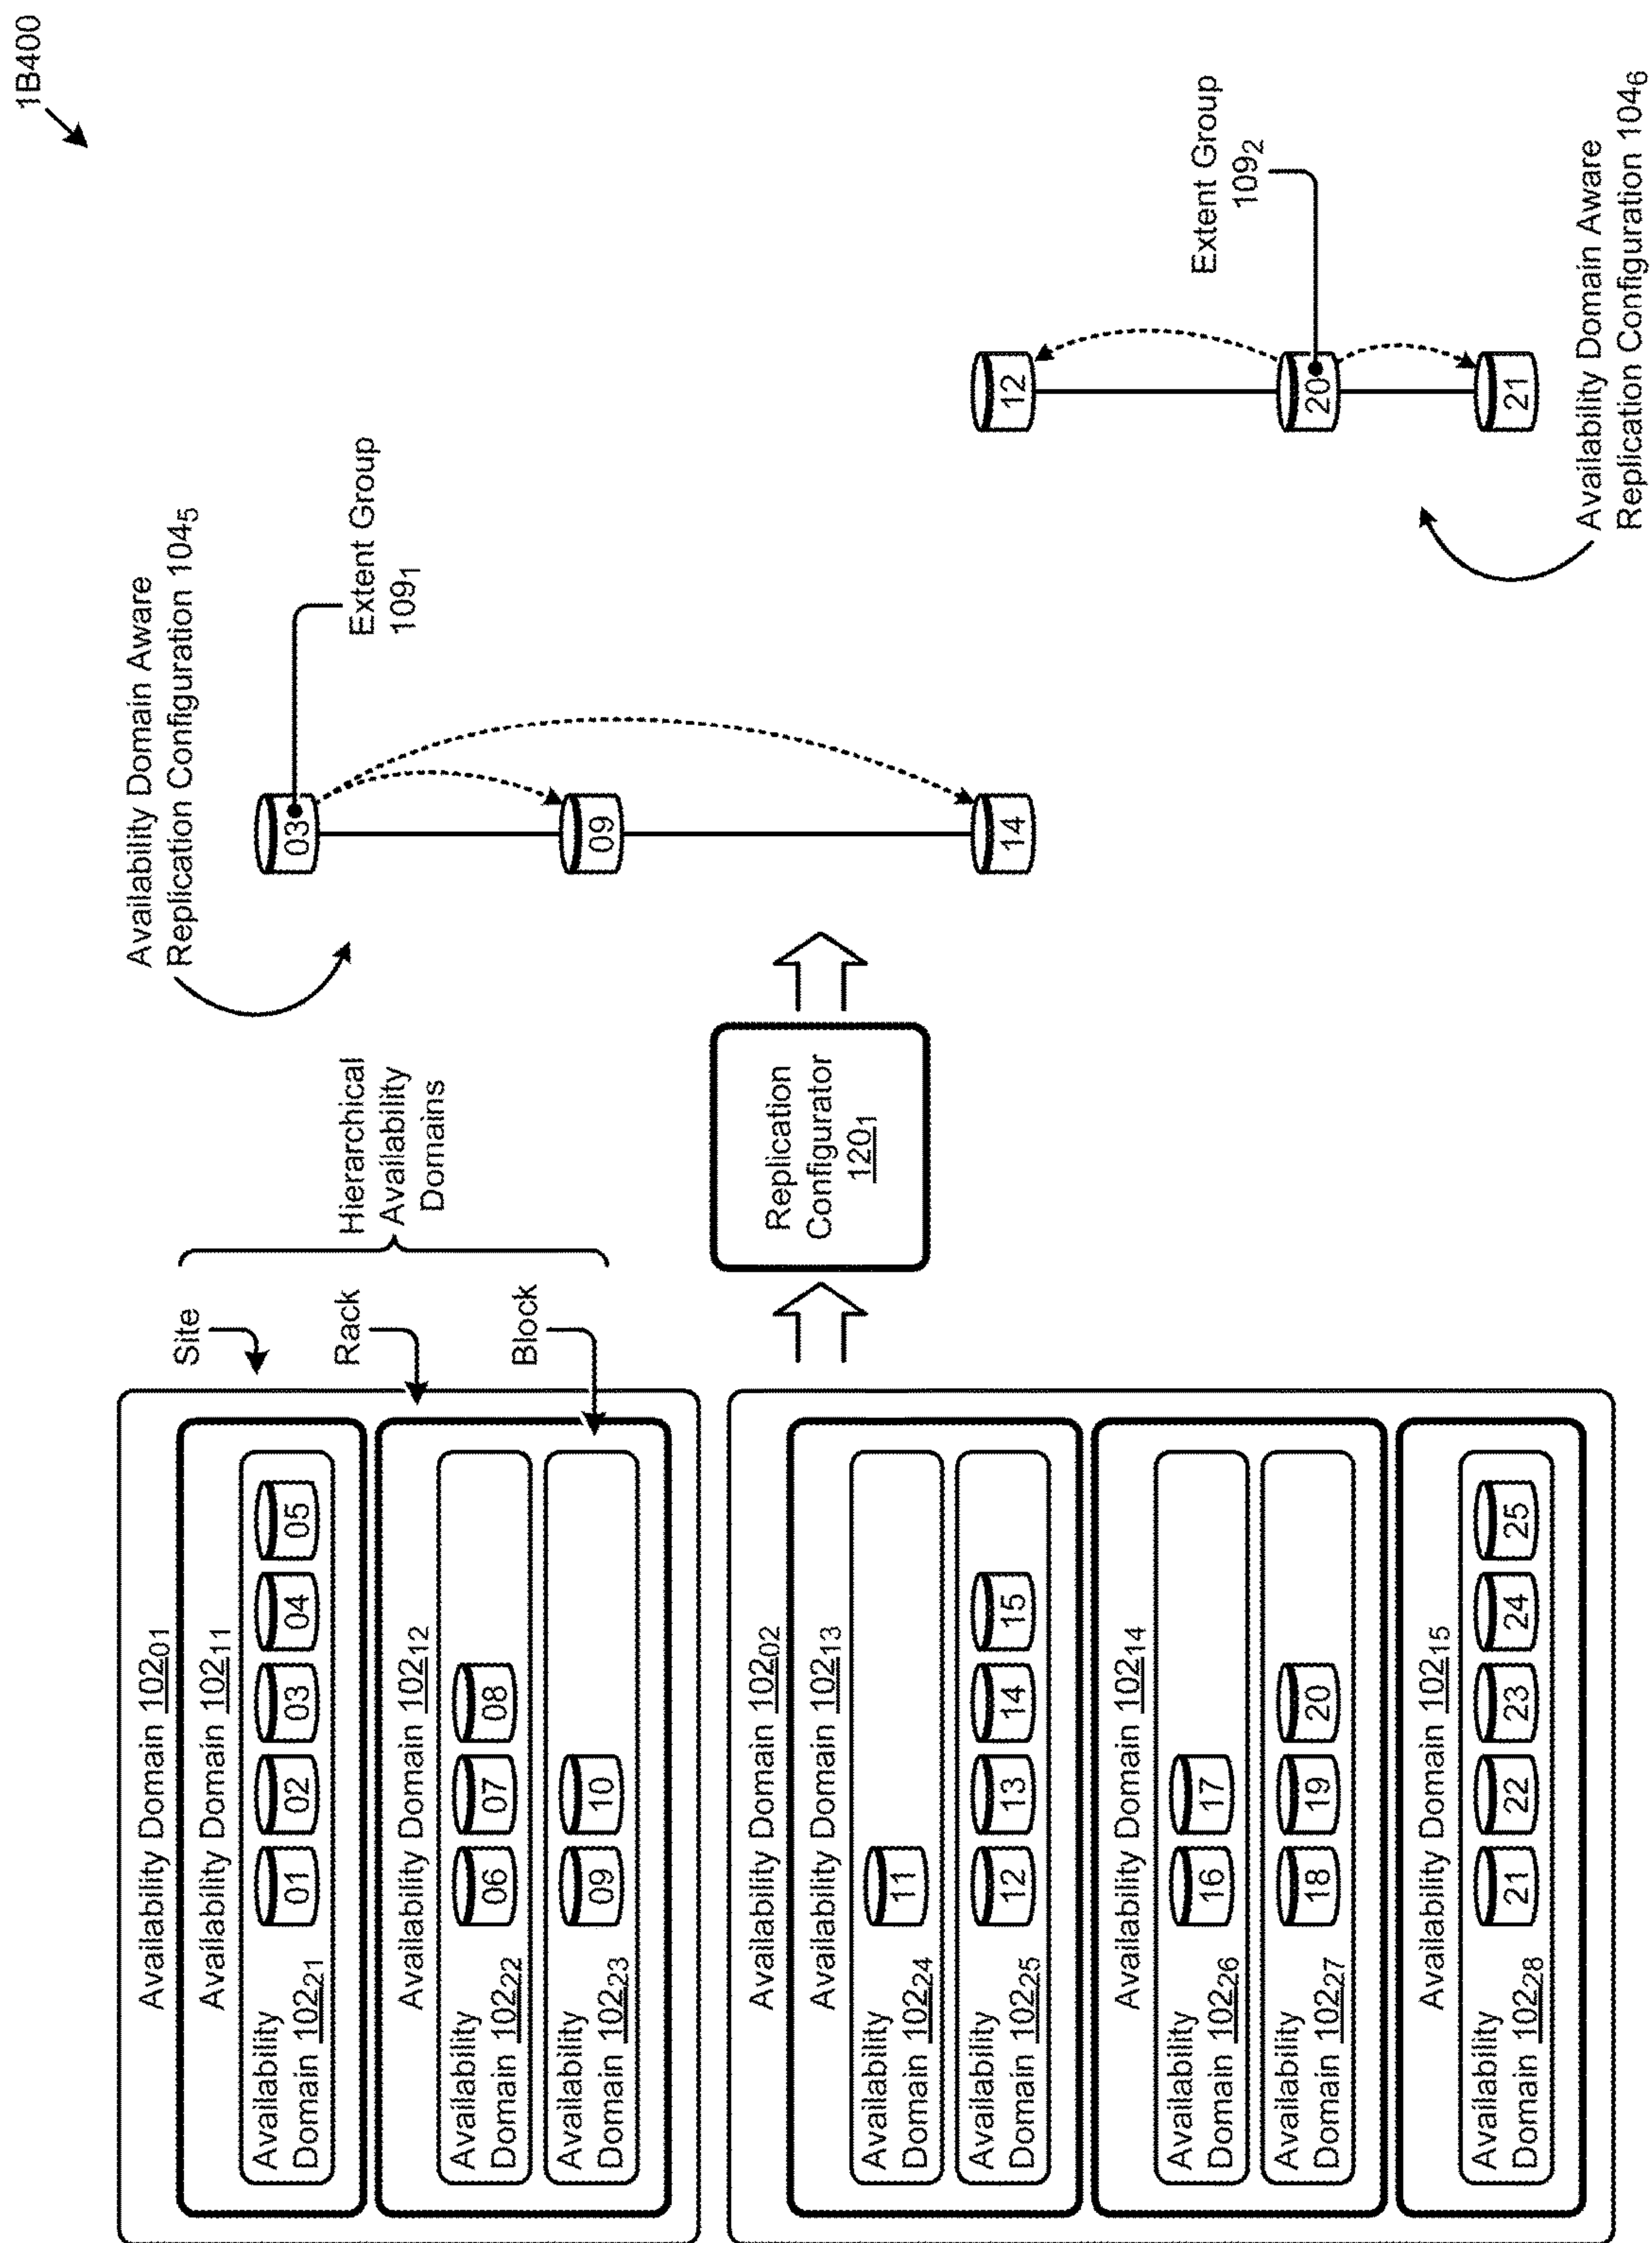 1B400
Availability Domain 102₀₁
Availability Domain 102₁₁
Availability
Domain 102₂₁
01
02
03
04
05
Availability Domain 102₁₂
Availability
Domain 102₂₂
06
07
08
Availability
Domain 102₂₃
09
10
Site
Rack
Block
Hierarchical
Availability
Domains
Availability Domain 102₀₂
Availability Domain 102₁₃
Availability
Domain 102₂₄
11
Availability
Domain 102₂₅
12
13
14
15
Availability Domain 102₁₄
Availability
Domain 102₂₆
16
17
Availability
Domain 102₂₇
18
19
20
Availability Domain 102₁₅
Availability
Domain 102₂₈
21
22
23
24
25
Replication
Configurator
120₁
Availability Domain Aware
Replication Configuration 104₅
03
09
14
Extent Group
109₁
12
20
21
Extent Group
109₂
Availability Domain Aware
Replication Configuration 104₆